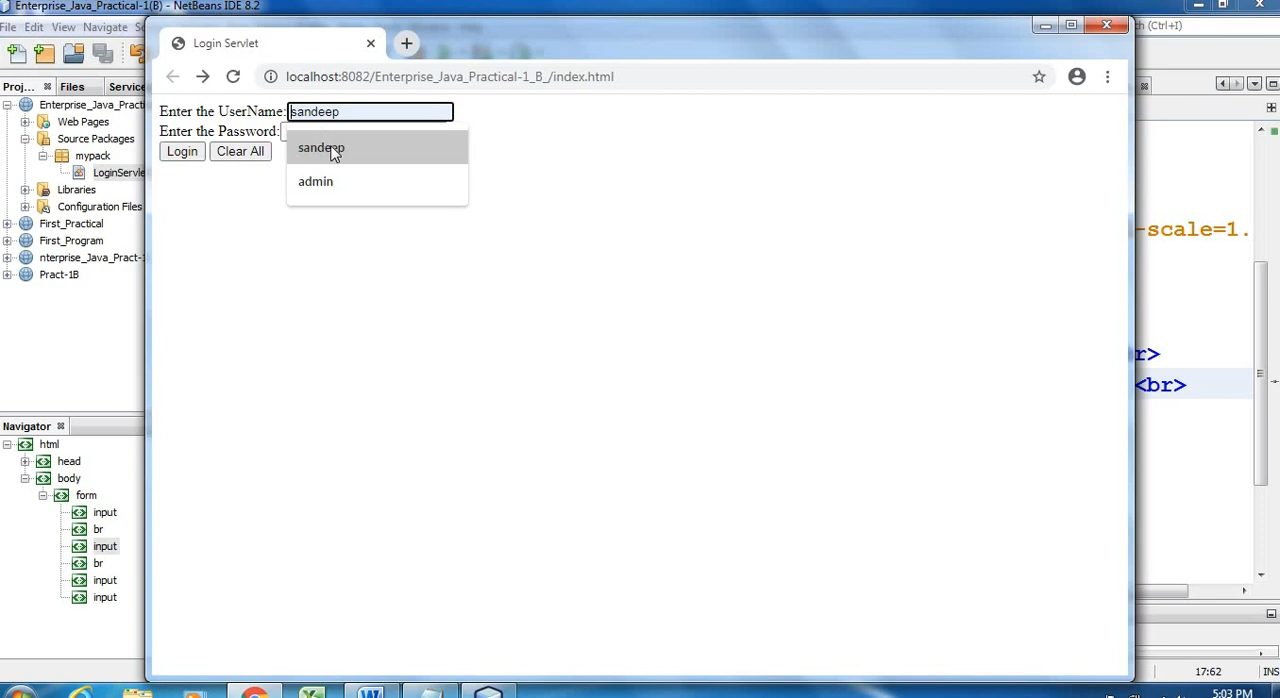 Enterprise_Java_Practical-1(B) - NetBeans IDE 8.2
File Edit View Navigate
(Ctrl+I)
Login Servlet
Proj... Files Service
localhost:8082/Enterprise_Java_Practical-1_B_/index.html
Enterprise_Java_Practi
Web Pages
Source Packages
mypack
LoginServle
Libraries
Configuration Files
First_Practical
First_Program
nterprise_Java_Pract-1
Pract-1B
Enter the UserName: sandeep
Enter the Password:
Login Clear All
sandeep
admin
-scale=1.
r>
<br>
Navigator
html
head
body
form
input
br
input
br
input
input
17:62 INS
5:03 PM